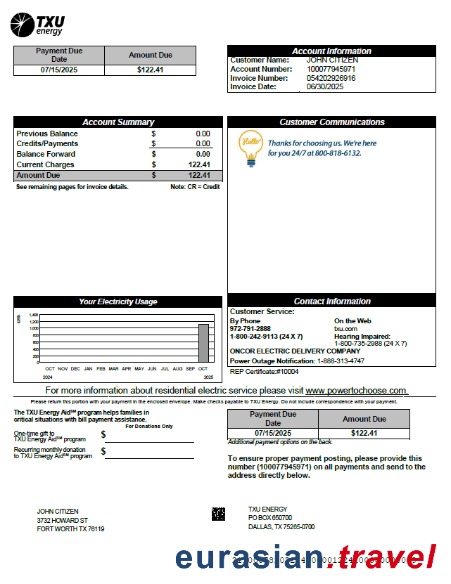 TXU
energy
Payment Due
Date
Amount Due
07/15/2025
$122.41
Account Information
Customer Name: JOHN CITIZEN
Account Number: 100077945971
Invoice Number: 054202926916
Invoice Date: 06/30/2025
Account Summary
Previous Balance $ 0.00
Credits/Payments $ 0.00
Balance Forward $ 0.00
Current Charges $ 122.41
Amount Due $ 122.41
See remaining pages for invoice details. Note: CR = Credit
Customer Communications
Hello!
Thanks for choosing us. We're here
for you 24/7 at 800-818-6132.
Your Electricity Usage
1,400
1,200
1,000
800
600
400
200
0
OCT NOV DEC JAN FEB MAR APR MAY JUN JUL AUG SEP OCT
2024 2025
Contact Information
Customer Service:
By Phone On the Web
972-791-2888 txu.com
1-800-242-9113 (24 X 7) Hearing Impaired:
1-800-735-2988 (24 X 7)
ONCOR ELECTRIC DELIVERY COMPANY
Power Outage Notification: 1-888-313-4747
REP Certificate:#10004
For more information about residential electric service please visit www.powertochoose.com
Please return this portion with your payment in the enclosed envelope. Make checks payable to TXU Energy. Do not include correspondence with your payment.
The TXU Energy Aid℠ program helps families in
critical situations with bill payment assistance.
For Donations Only
One-time gift to
TXU Energy Aid℠ program $
Recurring monthly donation
to TXU Energy Aid℠ program $
Payment Due
Date
Amount Due
07/15/2025
$122.41
Additional payment options on the back.
To ensure proper payment posting, please provide this
number (100077945971) on all payments and send to the
address directly below.
JOHN CITIZEN
3732 HOWARD ST
FORT WORTH TX 76119
TXU ENERGY
PO BOX 650700
DALLAS, TX 75265-0700
eurasian.travel